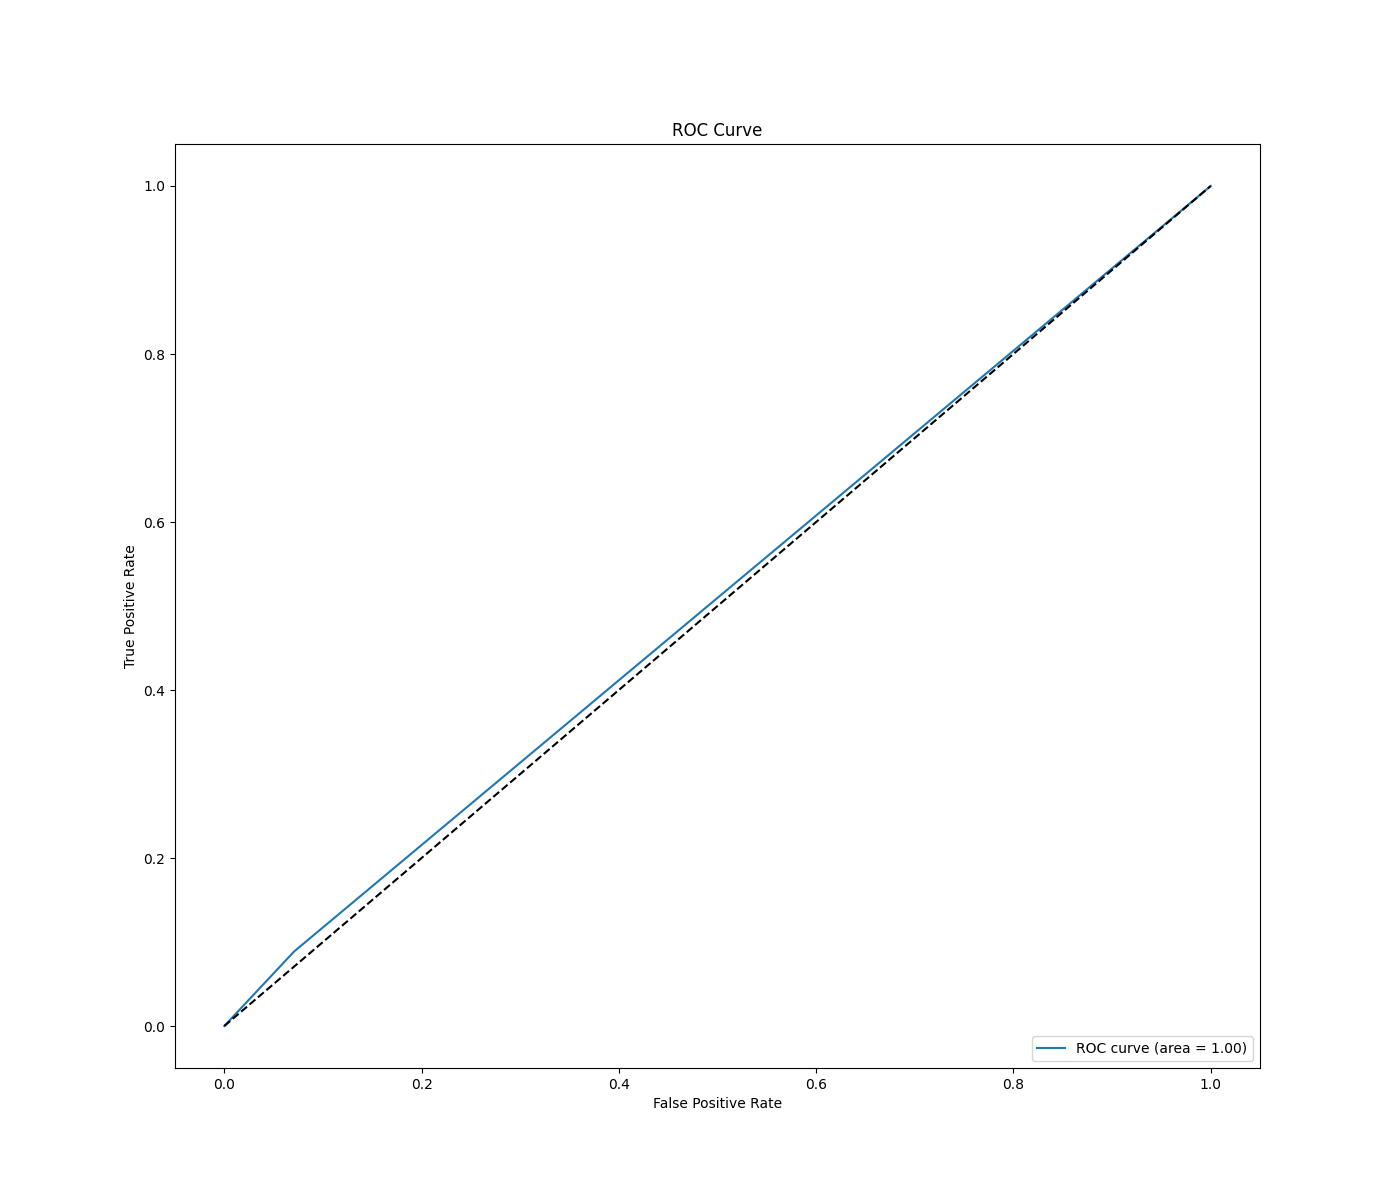 ROC Curve
1.0
0.8
0.6
0.4
0.2
0.0
True Positive Rate
ROC curve (area = 1.00)
0.0 0.2 0.4 0.6 0.8 1.0
False Positive Rate